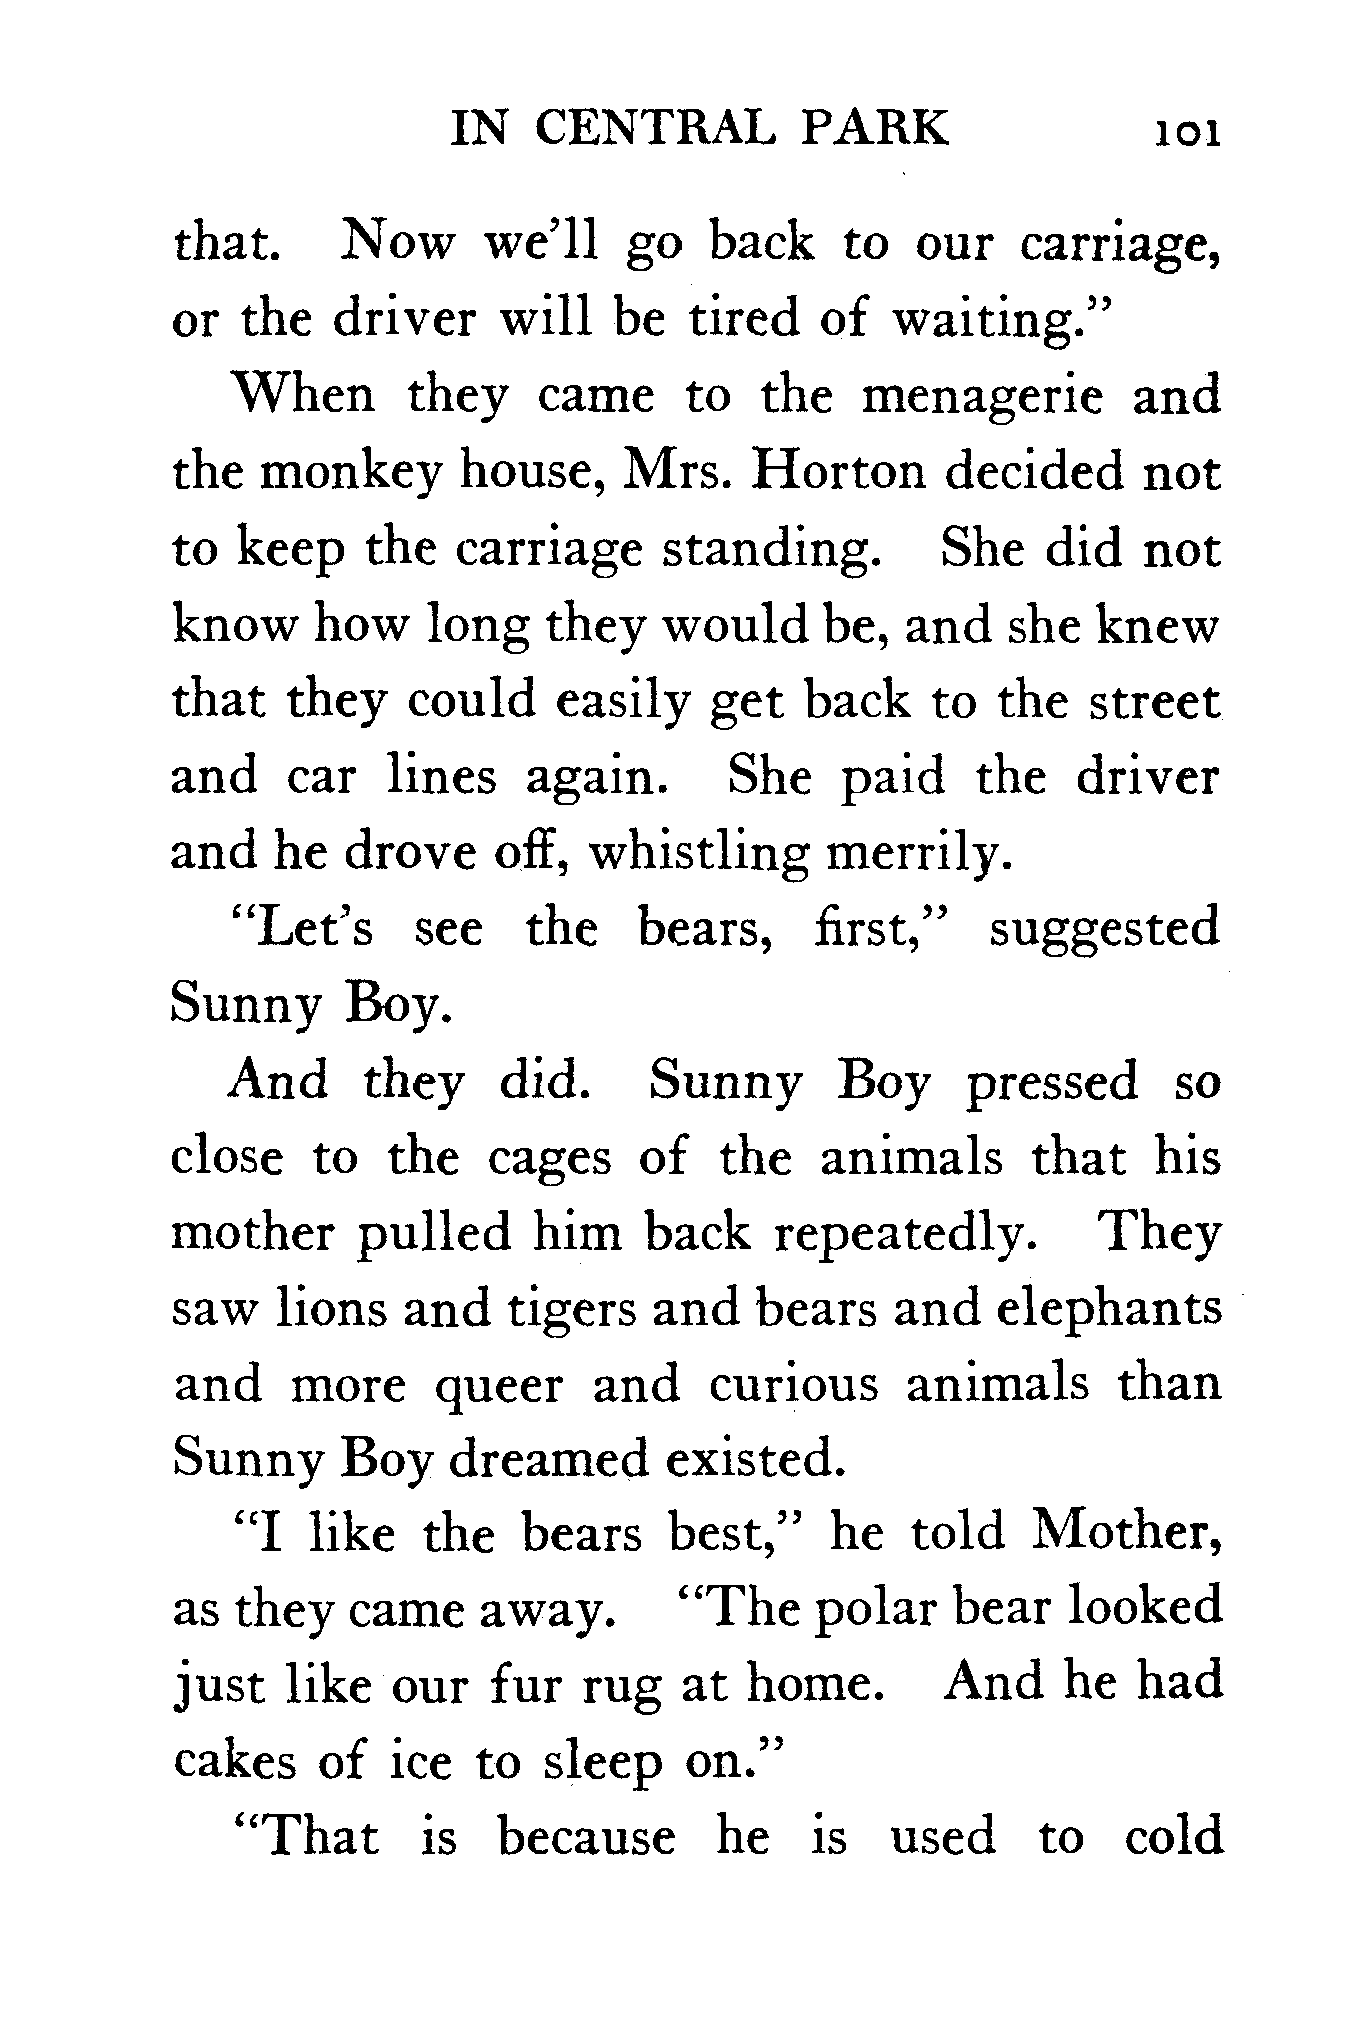 IN CENTRAL PARK 101
that. Now we'll go back to our carriage,
or the driver will be tired of waiting.”
When they came to the menagerie and
the monkey house, Mrs. Horton decided not
to keep the carriage standing. She did not
know how long they would be, and she knew
that they could easily get back to the street
and car lines again. She paid the driver
and he drove off, whistling merrily.
“Let's see the bears, first,” suggested
Sunny Boy.
And they did. Sunny Boy pressed so
close to the cages of the animals that his
mother pulled him back repeatedly. They
saw lions and tigers and bears and elephants
and more queer and curious animals than
Sunny Boy dreamed existed.
“I like the bears best,” he told Mother,
as they came away. “The polar bear looked
just like our fur rug at home. And he had
cakes of ice to sleep on.”
“That is because he is used to cold